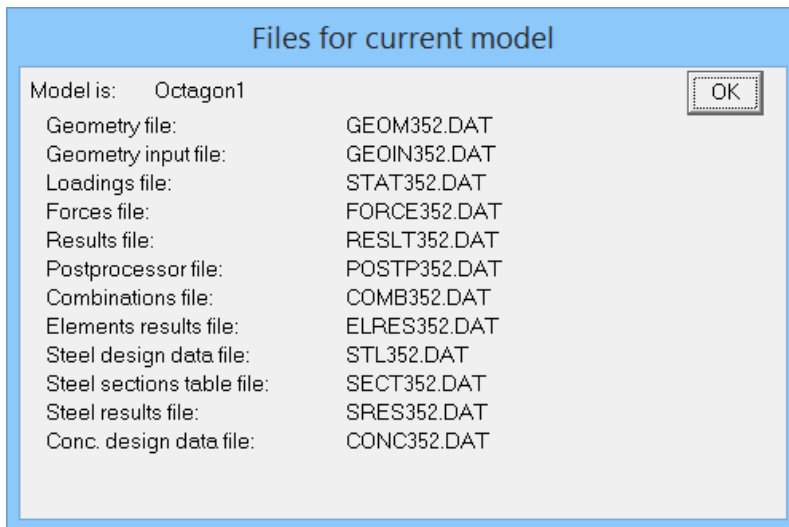 Files for current model
Model is: Octagon1
OK
Geometry file: GEOM352.DAT
Geometry input file: GEOIN352.DAT
Loadings file: STAT352.DAT
Forces file: FORCE352.DAT
Results file: RESLT352.DAT
Postprocessor file: POSTP352.DAT
Combinations file: COMB352.DAT
Elements results file: ELRES352.DAT
Steel design data file: STL352.DAT
Steel sections table file: SECT352.DAT
Steel results file: SRES352.DAT
Conc. design data file: CONC352.DAT